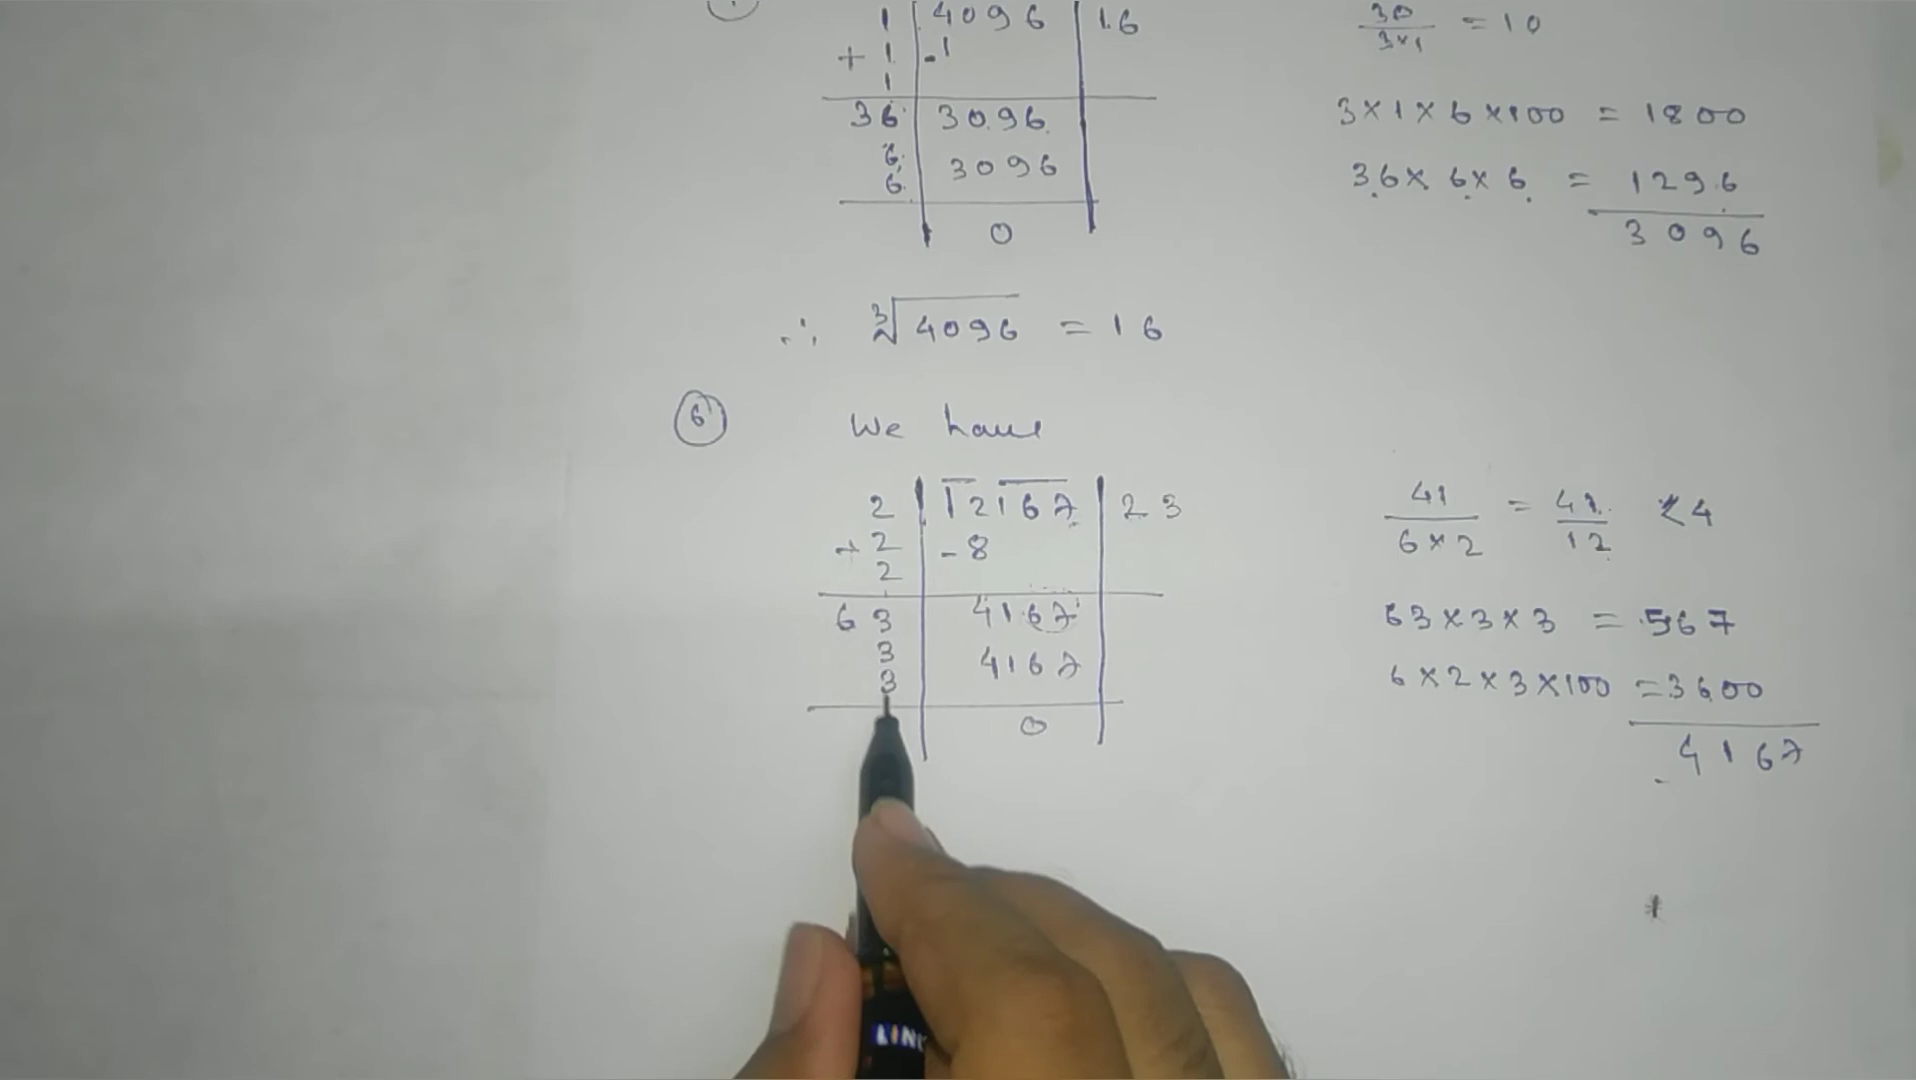 1 | 4096 | 16
+ 1 | -1
1
36 | 3096
6 | 3096
6
0
30/3×1 = 10
3×1×6×100 = 1800
36×6×6 = 1296
3096
∴ ∛4096 = 16
6 We have
2 | 12167 | 23
+2 | -8
2
63 | 4167
3 | 4167
3
0
41/6×2 = 41/12 <4
63×3×3 = 567
6×2×3×100 = 3600
4167
LINC